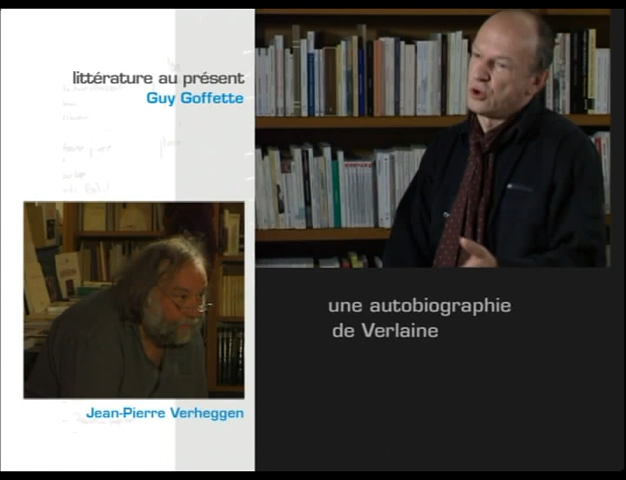 littérature au présent
Guy Goffette
une autobiographie
de Verlaine
Jean-Pierre Verheggen